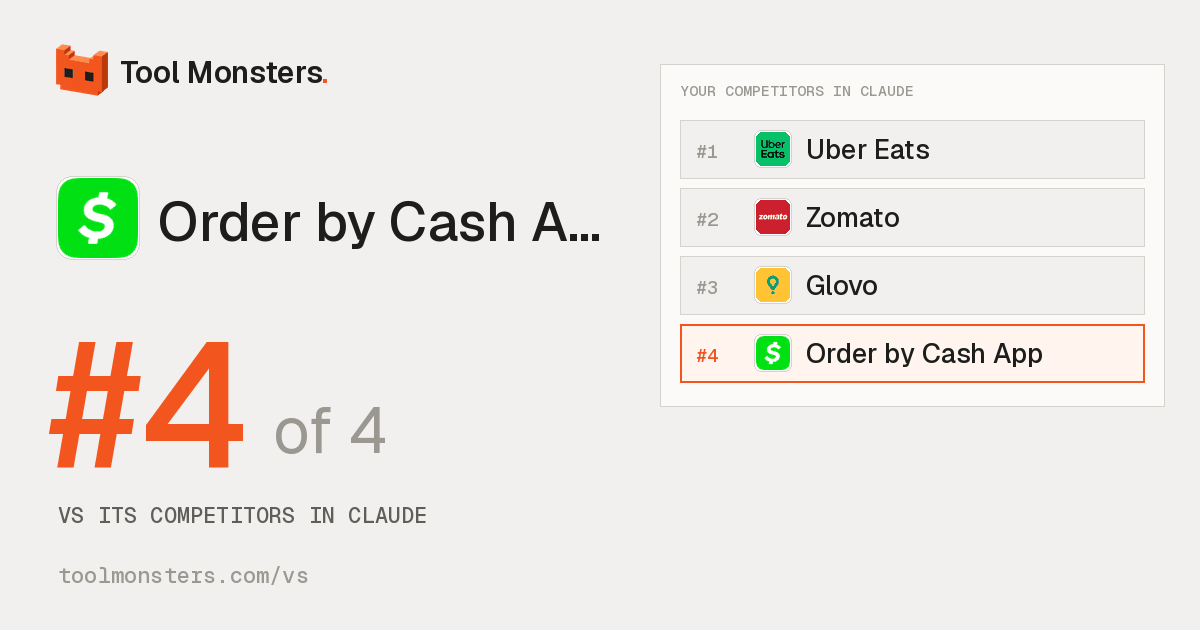 Tool Monsters.
Order by Cash A...
#4 of 4
VS ITS COMPETITORS IN CLAUDE
toolmonsters.com/vs
YOUR COMPETITORS IN CLAUDE
#1 Uber Eats Uber Eats
#2 zomato Zomato
#3 Glovo
#4 $ Order by Cash App